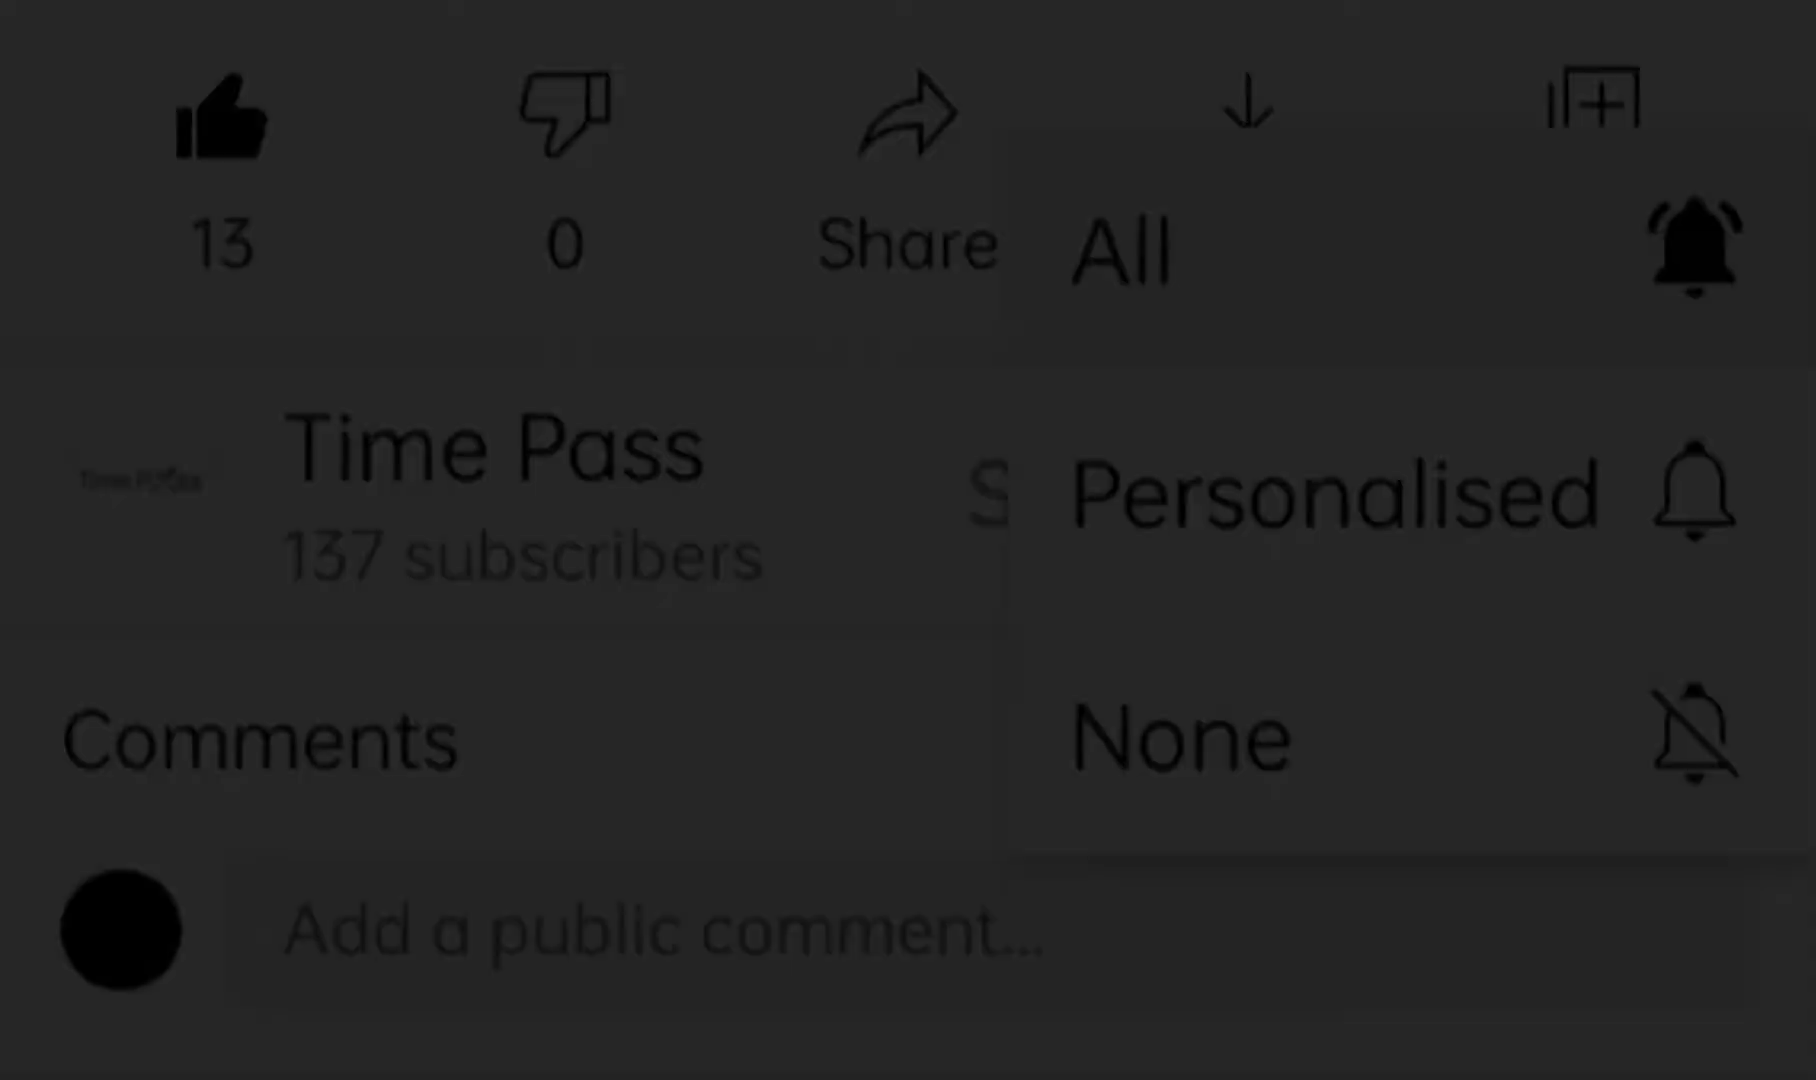 13
0
Share
All
Time Pass
137 subscribers
S
Personalised
Comments
None
Add a public comment...